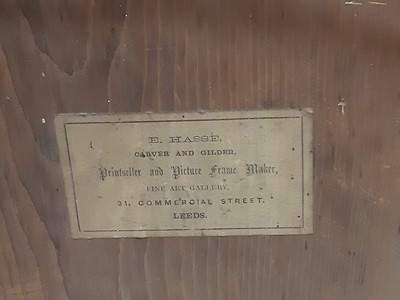 E. HASSE,
CARVER AND GILDER,
Printseller and Picture Frame Maker,
FINE ART GALLERY,
31, COMMERCIAL STREET,
LEEDS.